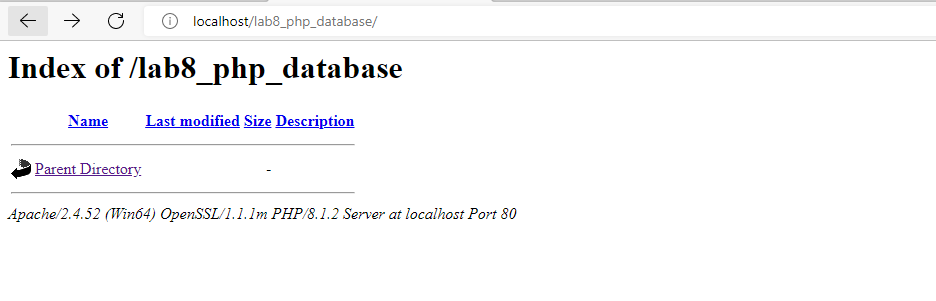 localhost/lab8_php_database/
Index of /lab8_php_database
Name Last modified Size Description
Parent Directory -
Apache/2.4.52 (Win64) OpenSSL/1.1.1m PHP/8.1.2 Server at localhost Port 80